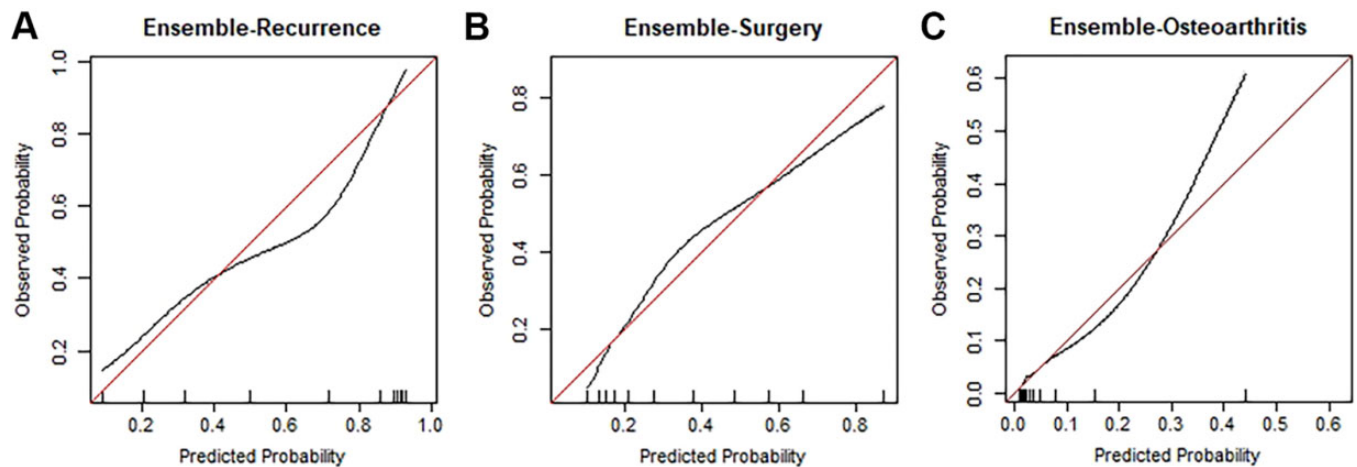 A
Ensemble-Recurrence
Observed Probability
1.0
0.8
0.6
0.4
0.2
0.2 0.4 0.6 0.8 1.0
Predicted Probability
B
Ensemble-Surgery
Observed Probability
0.8
0.6
0.4
0.2
0.2 0.4 0.6 0.8
Predicted Probability
C
Ensemble-Osteoarthritis
Observed Probability
0.6
0.5
0.4
0.3
0.2
0.1
0.0
0.0 0.1 0.2 0.3 0.4 0.5 0.6
Predicted Probability